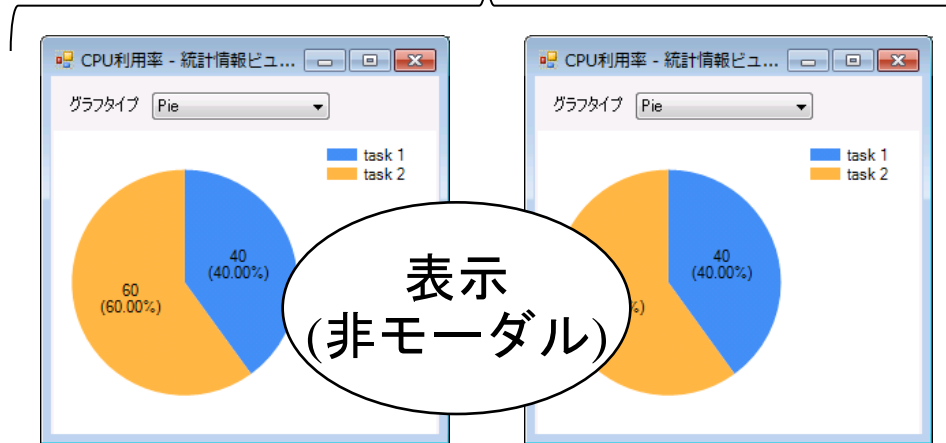 CPU利用率 - 統計情報ビュ...
グラフタイプ Pie
task 1
task 2
40
(40.00%)
60
(60.00%)
CPU利用率 - 統計情報ビュ...
グラフタイプ Pie
task 1
task 2
40
(40.00%)
%)
表示
(非モーダル)